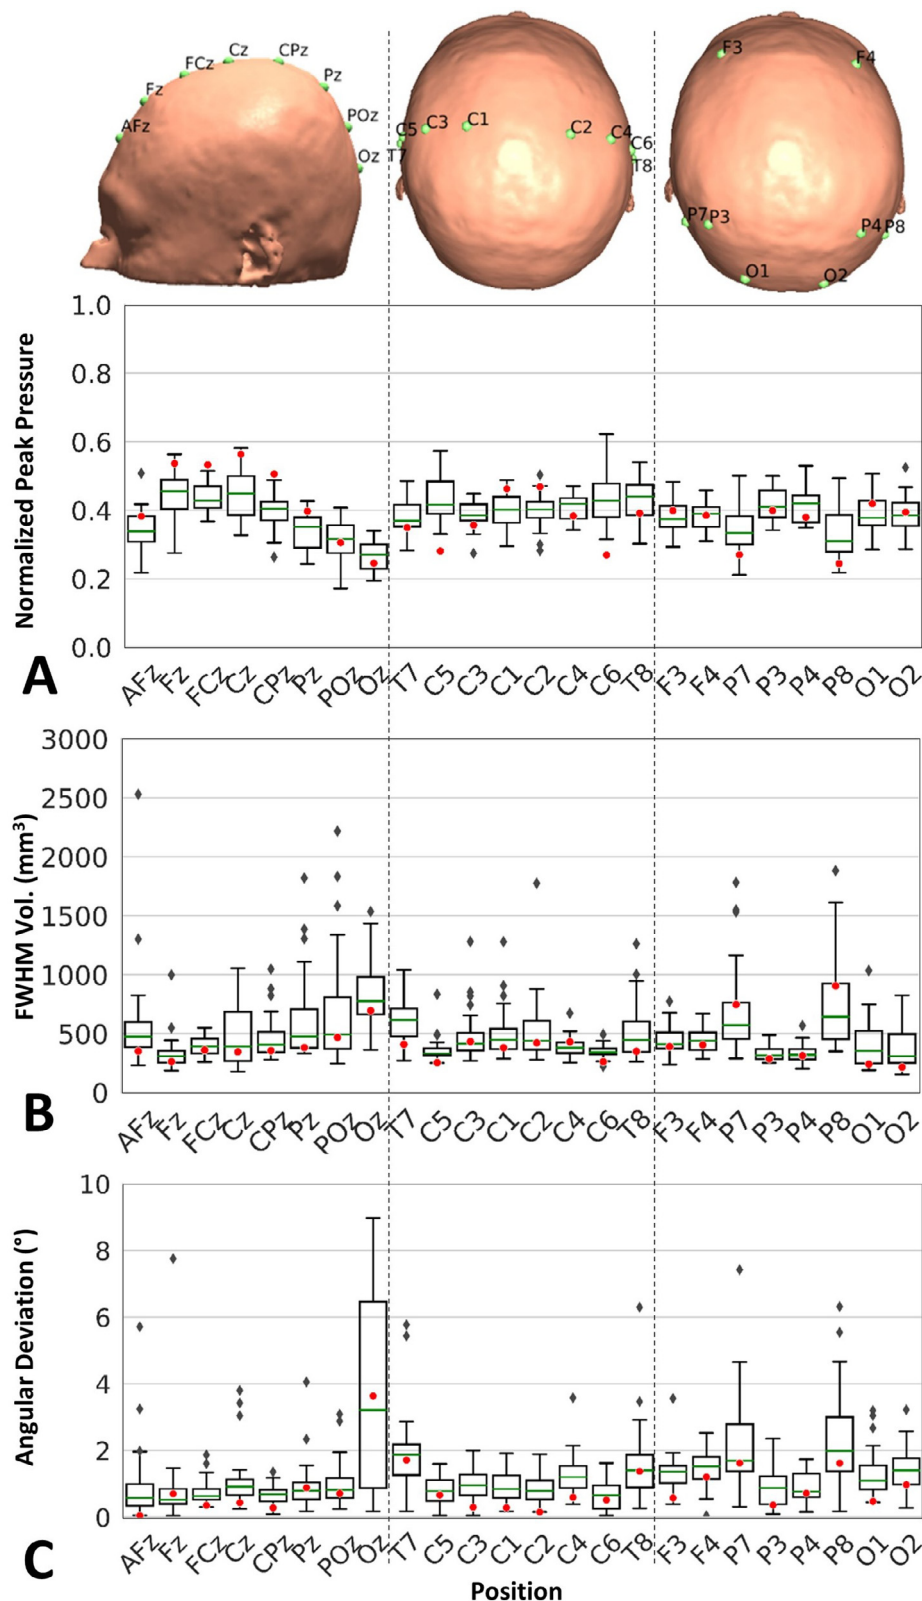 Cz CPz
FCz
Pz
Fz
POz
AFz
Oz
C1
C3
C5
C2
C4
C6
T7
T8
F3
F4
P7 P3
P4 P8
O1
O2
Normalized Peak Pressure
1.0
0.8
0.6
0.4
0.2
0.0
A
AFz Fz FCz Cz CPz Pz POz Oz T7 C5 C3 C1 C2 C4 C6 T8 F3 F4 P7 P3 P4 P8 O1 O2
FWHM Vol. (mm³)
3000
2500
2000
1500
1000
500
0
B
AFz Fz FCz Cz CPz Pz POz Oz T7 C5 C3 C1 C2 C4 C6 T8 F3 F4 P7 P3 P4 P8 O1 O2
Angular Deviation (°)
10
8
6
4
2
0
C
AFz Fz FCz Cz CPz Pz POz Oz T7 C5 C3 C1 C2 C4 C6 T8 F3 F4 P7 P3 P4 P8 O1 O2
Position